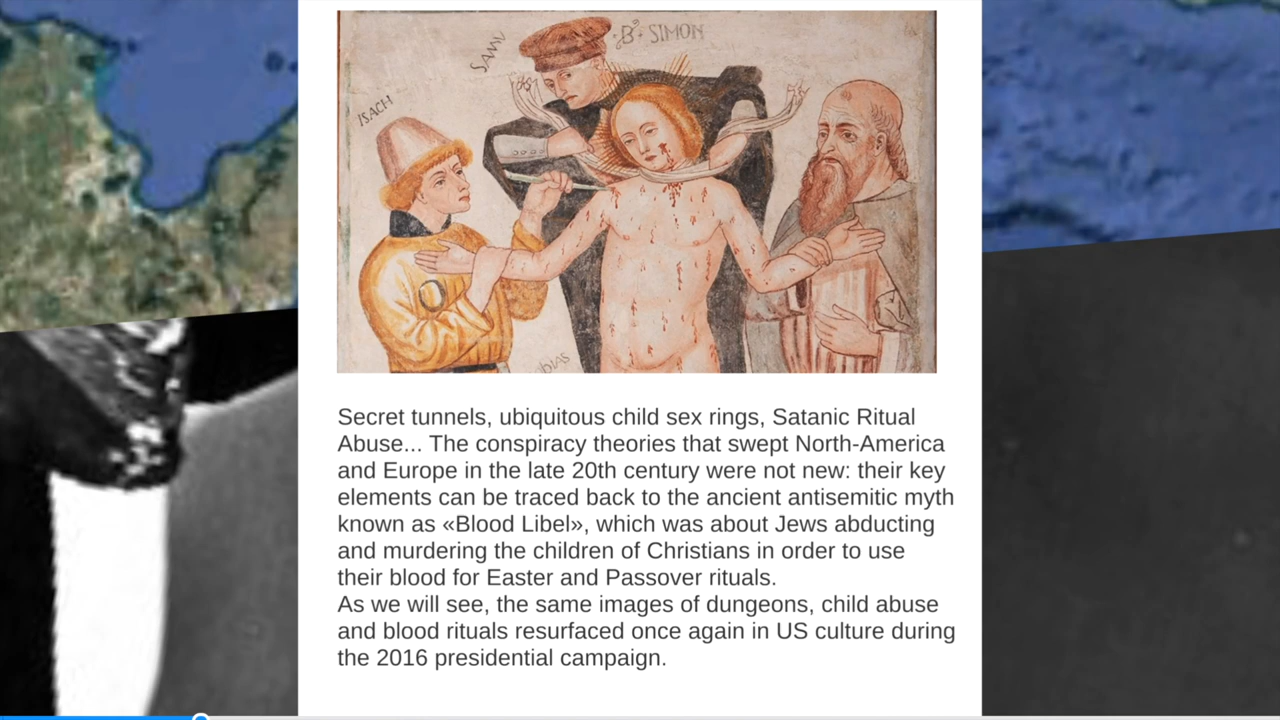 SAMV
B SIMON
ISACH
obias
Secret tunnels, ubiquitous child sex rings, Satanic Ritual
Abuse... The conspiracy theories that swept North-America
and Europe in the late 20th century were not new: their key
elements can be traced back to the ancient antisemitic myth
known as «Blood Libel», which was about Jews abducting
and murdering the children of Christians in order to use
their blood for Easter and Passover rituals.
As we will see, the same images of dungeons, child abuse
and blood rituals resurfaced once again in US culture during
the 2016 presidential campaign.